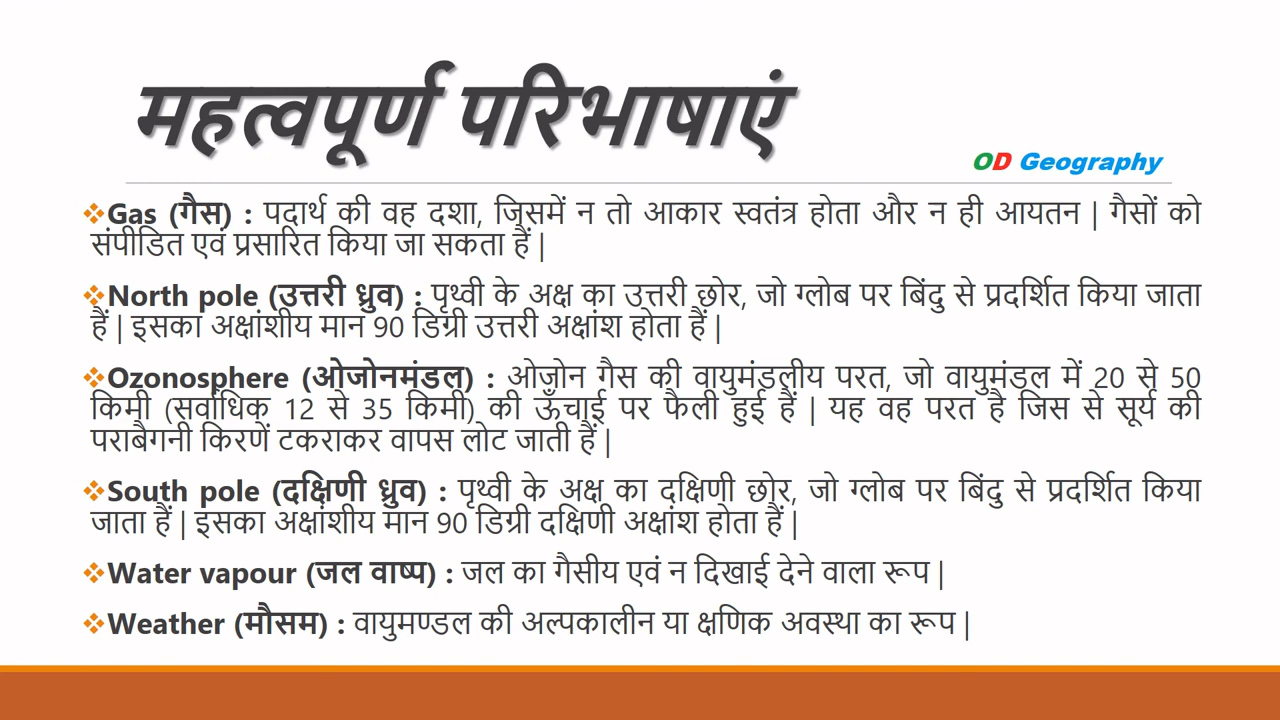 महत्वपूर्ण परिभाषाएं
OD Geography
❖Gas (गैस) : पदार्थ की वह दशा, जिसमें न तो आकार स्वतंत्र होता और न ही आयतन | गैसों को
संपीडित एवं प्रसारित किया जा सकता हैं |
❖North pole (उत्तरी ध्रुव) : पृथ्वी के अक्ष का उत्तरी छोर, जो ग्लोब पर बिंदु से प्रदर्शित किया जाता
हैं | इसका अक्षांशीय मान 90 डिग्री उत्तरी अक्षांश होता हैं |
❖Ozonosphere (ओजोनमंडल) : ओजोन गैस की वायुमंडलीय परत, जो वायुमंडल में 20 से 50
किमी (सर्वाधिक 12 से 35 किमी) की ऊँचाई पर फैली हुई हैं | यह वह परत है जिस से सूर्य की
पराबैगनी किरणें टकराकर वापस लोट जाती हैं |
❖South pole (दक्षिणी ध्रुव) : पृथ्वी के अक्ष का दक्षिणी छोर, जो ग्लोब पर बिंदु से प्रदर्शित किया
जाता हैं | इसका अक्षांशीय मान 90 डिग्री दक्षिणी अक्षांश होता हैं |
❖Water vapour (जल वाष्प) : जल का गैसीय एवं न दिखाई देने वाला रूप |
❖Weather (मौसम) : वायुमण्डल की अल्पकालीन या क्षणिक अवस्था का रूप |